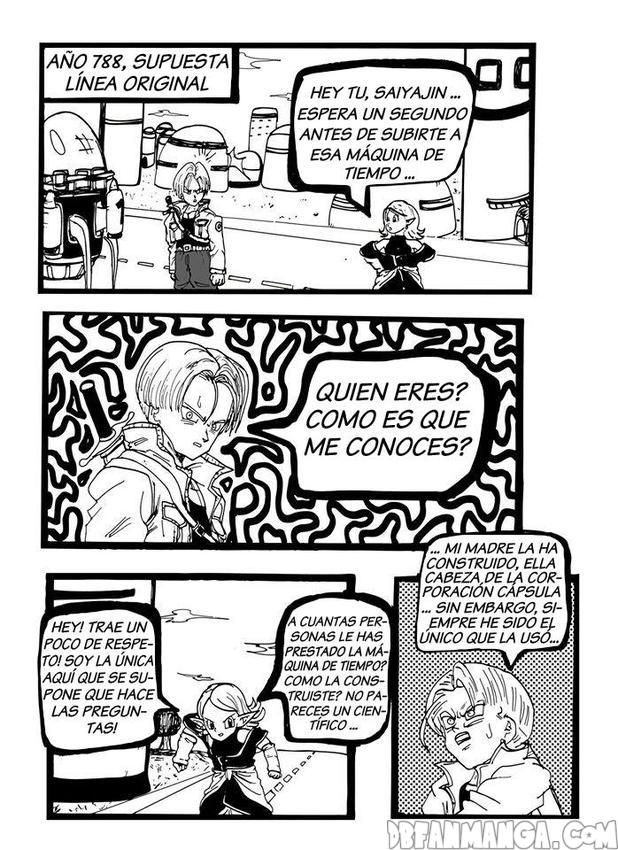 AÑO 788, SUPUESTA
LÍNEA ORIGINAL
HEY TU, SAIYAJIN ...
ESPERA UN SEGUNDO
ANTES DE SUBIRTE A
ESA MÁQUINA DE
TIEMPO ...
QUIEN ERES?
COMO ES QUE
ME CONOCES?
HEY! TRAE UN
POCO DE RESPE-
TO! SOY LA ÚNICA
AQUÍ QUE SE SU-
PONE QUE HACE
LAS PREGUN-
TAS!
A CUANTAS PER-
SONAS LE HAS
PRESTADO LA MÁ-
QUINA DE TIEMPO?
COMO LA CONS-
TRUISTE? NO PA-
RECES UN CIEN-
TÍFICO ...
... MI MADRE LA HA
CONSTRUIDO, ELLA
CABEZA DE LA COR-
PORACIÓN CÁPSULA
... SIN EMBARGO, SI-
EMPRE HE SIDO EL
ÚNICO QUE LA USÓ...
DBFANMANGA.COM